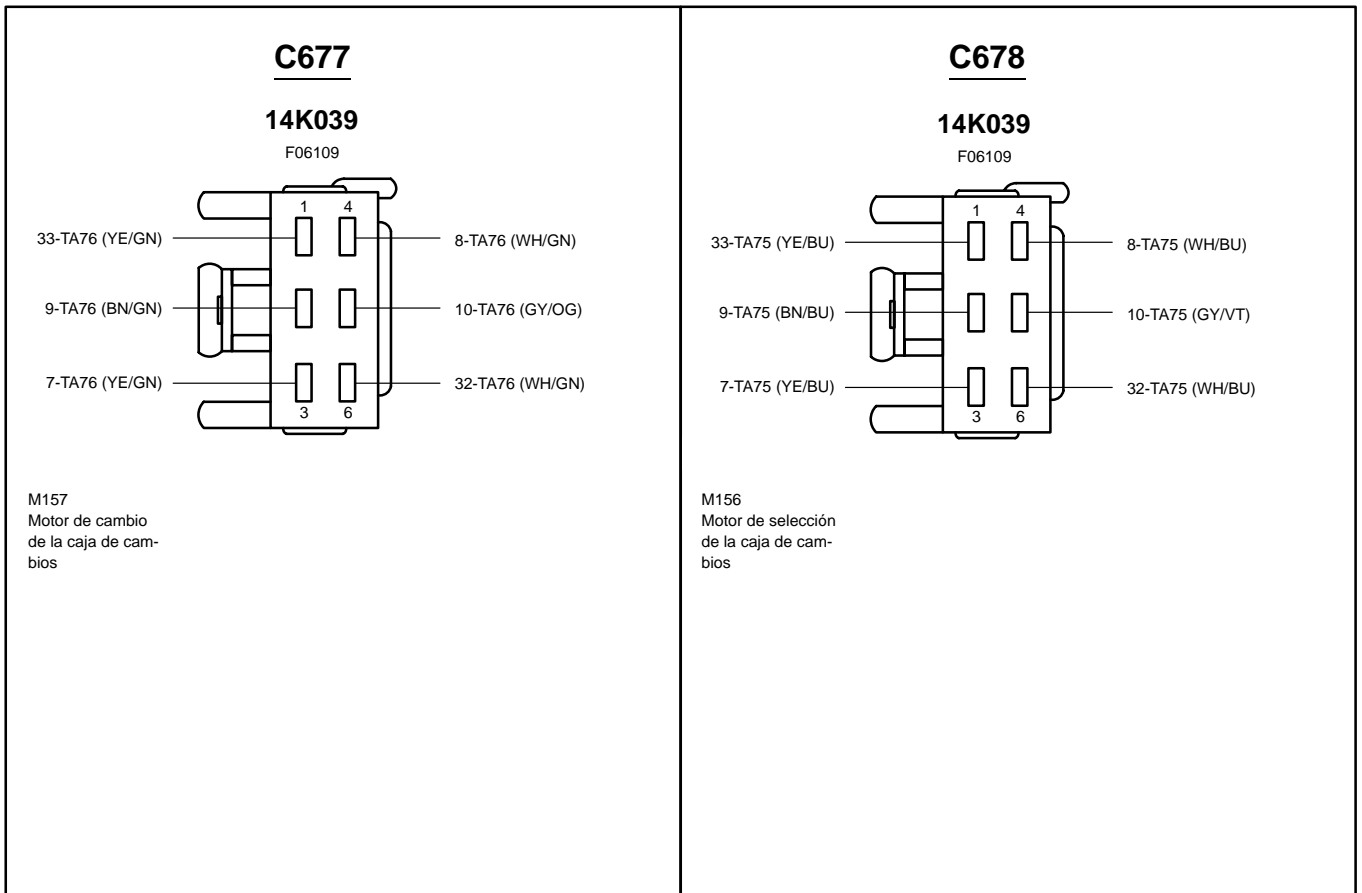 C677
14K039
F06109
1 4
33-TA76 (YE/GN) 8-TA76 (WH/GN)
9-TA76 (BN/GN) 10-TA76 (GY/OG)
7-TA76 (YE/GN) 32-TA76 (WH/GN)
3 6
M157
Motor de cambio
de la caja de cam-
bios
C678
14K039
F06109
1 4
33-TA75 (YE/BU) 8-TA75 (WH/BU)
9-TA75 (BN/BU) 10-TA75 (GY/VT)
7-TA75 (YE/BU) 32-TA75 (WH/BU)
3 6
M156
Motor de selección
de la caja de cam-
bios